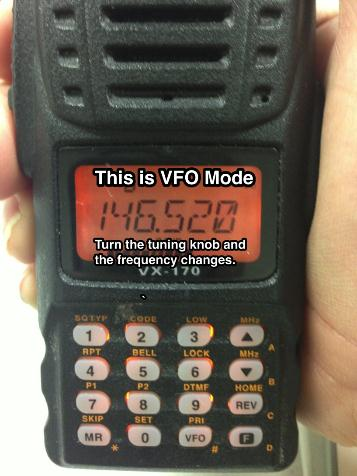 This is VFO Mode
146.520
Turn the tuning knob and
the frequency changes.
VX-170
SQTYP CODE LOW MHz
1 2 3 ▲ A
RPT BELL LOCK MHz
4 5 6 ▼ B
P1 P2 DTMF HOME
7 8 9 REV C
SKIP SET PRI
MR * 0 VFO # F D